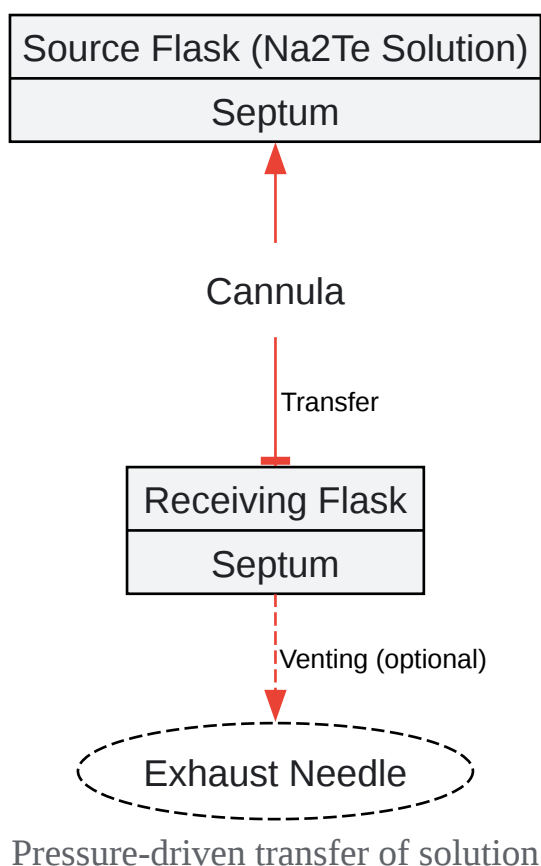 Source Flask (Na2Te Solution)
Septum
Cannula
Transfer
Receiving Flask
Septum
Venting (optional)
Exhaust Needle
Pressure-driven transfer of solution